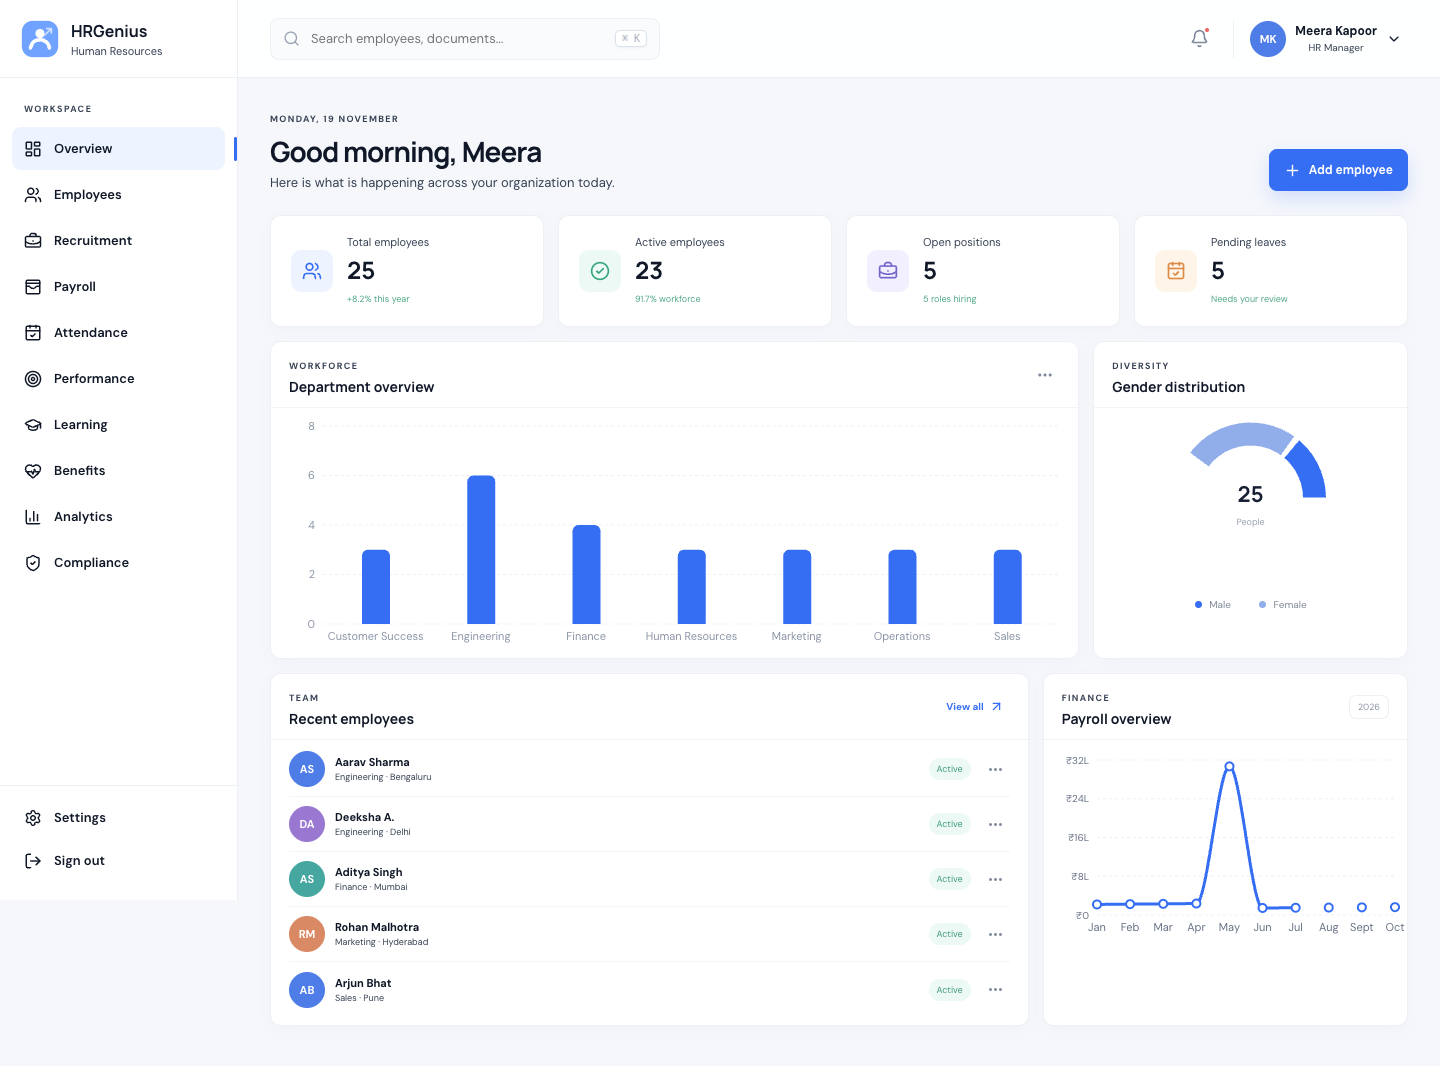 HRGenius
Human Resources
Search employees, documents...
⌘ K
MK
Meera Kapoor
HR Manager
WORKSPACE
Overview
Employees
Recruitment
Payroll
Attendance
Performance
Learning
Benefits
Analytics
Compliance
Settings
Sign out
MONDAY, 19 NOVEMBER
Good morning, Meera
Here is what is happening across your organization today.
Add employee
Total employees
25
+8.2% this year
Active employees
23
91.7% workforce
Open positions
5
5 roles hiring
Pending leaves
5
Needs your review
WORKFORCE
Department overview
8
6
4
2
0
Customer Success
Engineering
Finance
Human Resources
Marketing
Operations
Sales
DIVERSITY
Gender distribution
25
People
Male
Female
TEAM
Recent employees
View all
AS
Aarav Sharma
Engineering · Bengaluru
Active
DA
Deeksha A.
Engineering · Delhi
Active
AS
Aditya Singh
Finance · Mumbai
Active
RM
Rohan Malhotra
Marketing · Hyderabad
Active
AB
Arjun Bhat
Sales · Pune
Active
FINANCE
Payroll overview
2026
₹32L
₹24L
₹16L
₹8L
₹0
Jan
Feb
Mar
Apr
May
Jun
Jul
Aug
Sept
Oct